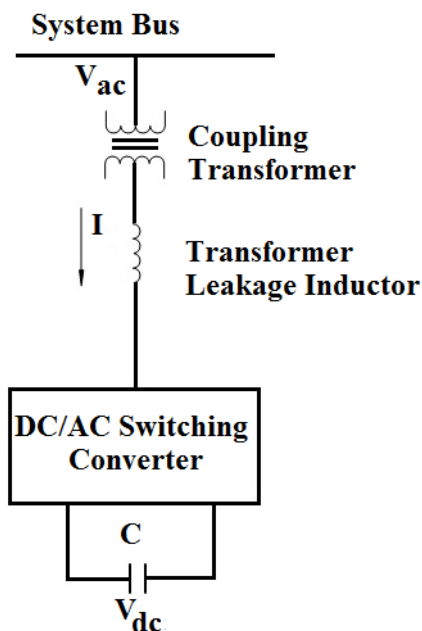 System Bus
Vac
Coupling
Transformer
I
Transformer
Leakage Inductor
DC/AC Switching
Converter
C
Vdc.